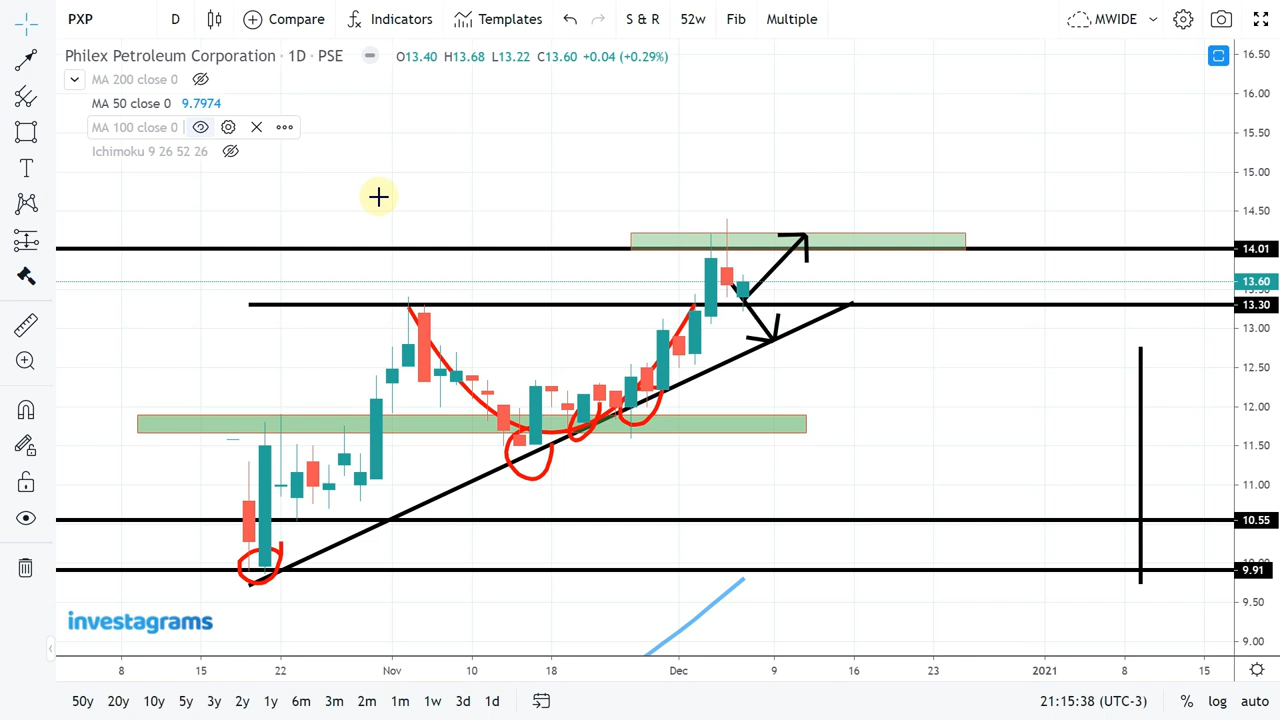 PXP D Compare Indicators Templates S & R 52w Fib Multiple MWIDE
Philex Petroleum Corporation · 1D · PSE O13.40 H13.68 L13.22 C13.60 +0.04 (+0.29%)
MA 200 close 0
MA 50 close 0 9.7974
MA 100 close 0
Ichimoku 9 26 52 26
16.50
16.00
15.50
15.00
14.50
14.01
13.60
13.30
13.00
12.50
12.00
11.50
11.00
10.55
9.91
9.50
9.00
investagrams
8 15 22 Nov 10 18 Dec 9 16 23 2021 8 15
50y 20y 10y 5y 3y 2y 1y 6m 3m 2m 1m 1w 3d 1d 21:15:38 (UTC-3) % log auto